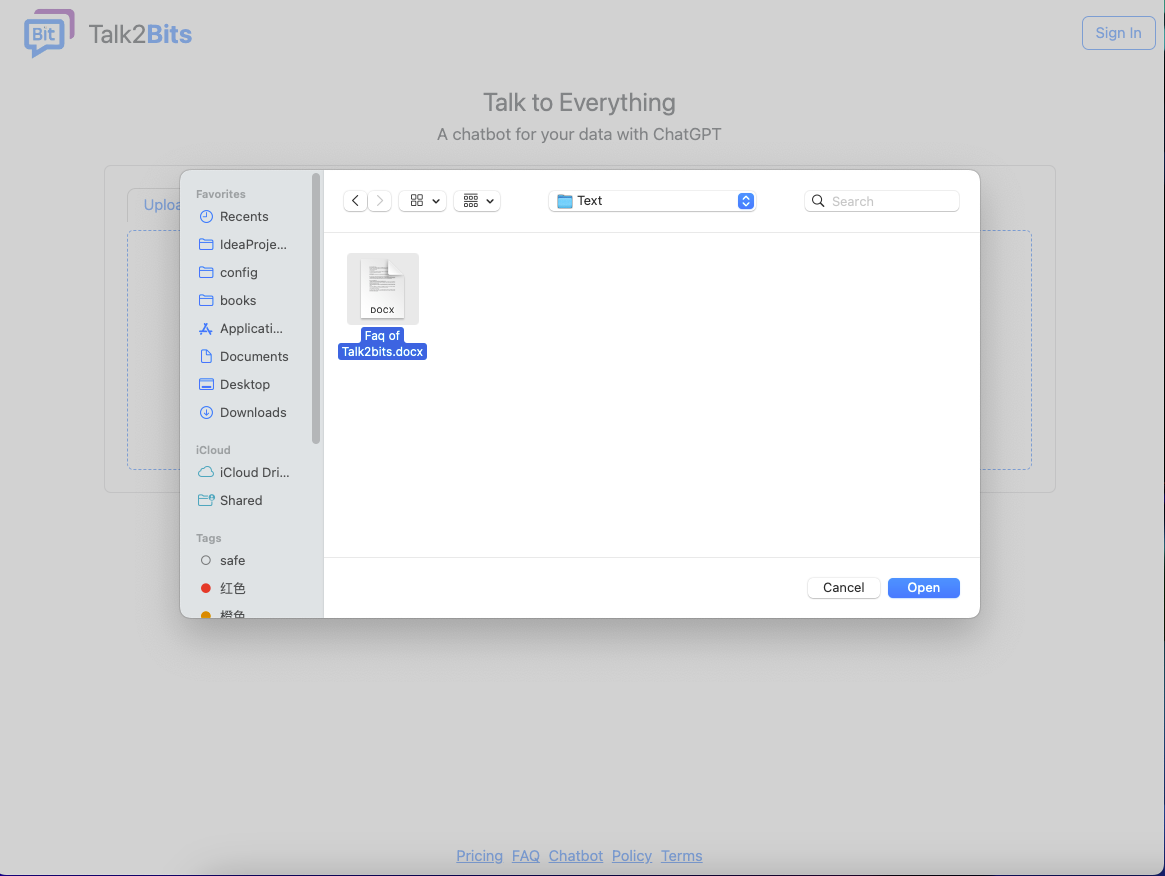 Bit Talk2Bits
Sign In
Talk to Everything
A chatbot for your data with ChatGPT
Uploa
Favorites
Recents
IdeaProje...
config
books
Applicati...
Documents
Desktop
Downloads
iCloud
iCloud Dri...
Shared
Tags
safe
红色
橙色
Text
Search
DOCX
Faq of
Talk2bits.docx
Cancel
Open
Pricing FAQ Chatbot Policy Terms